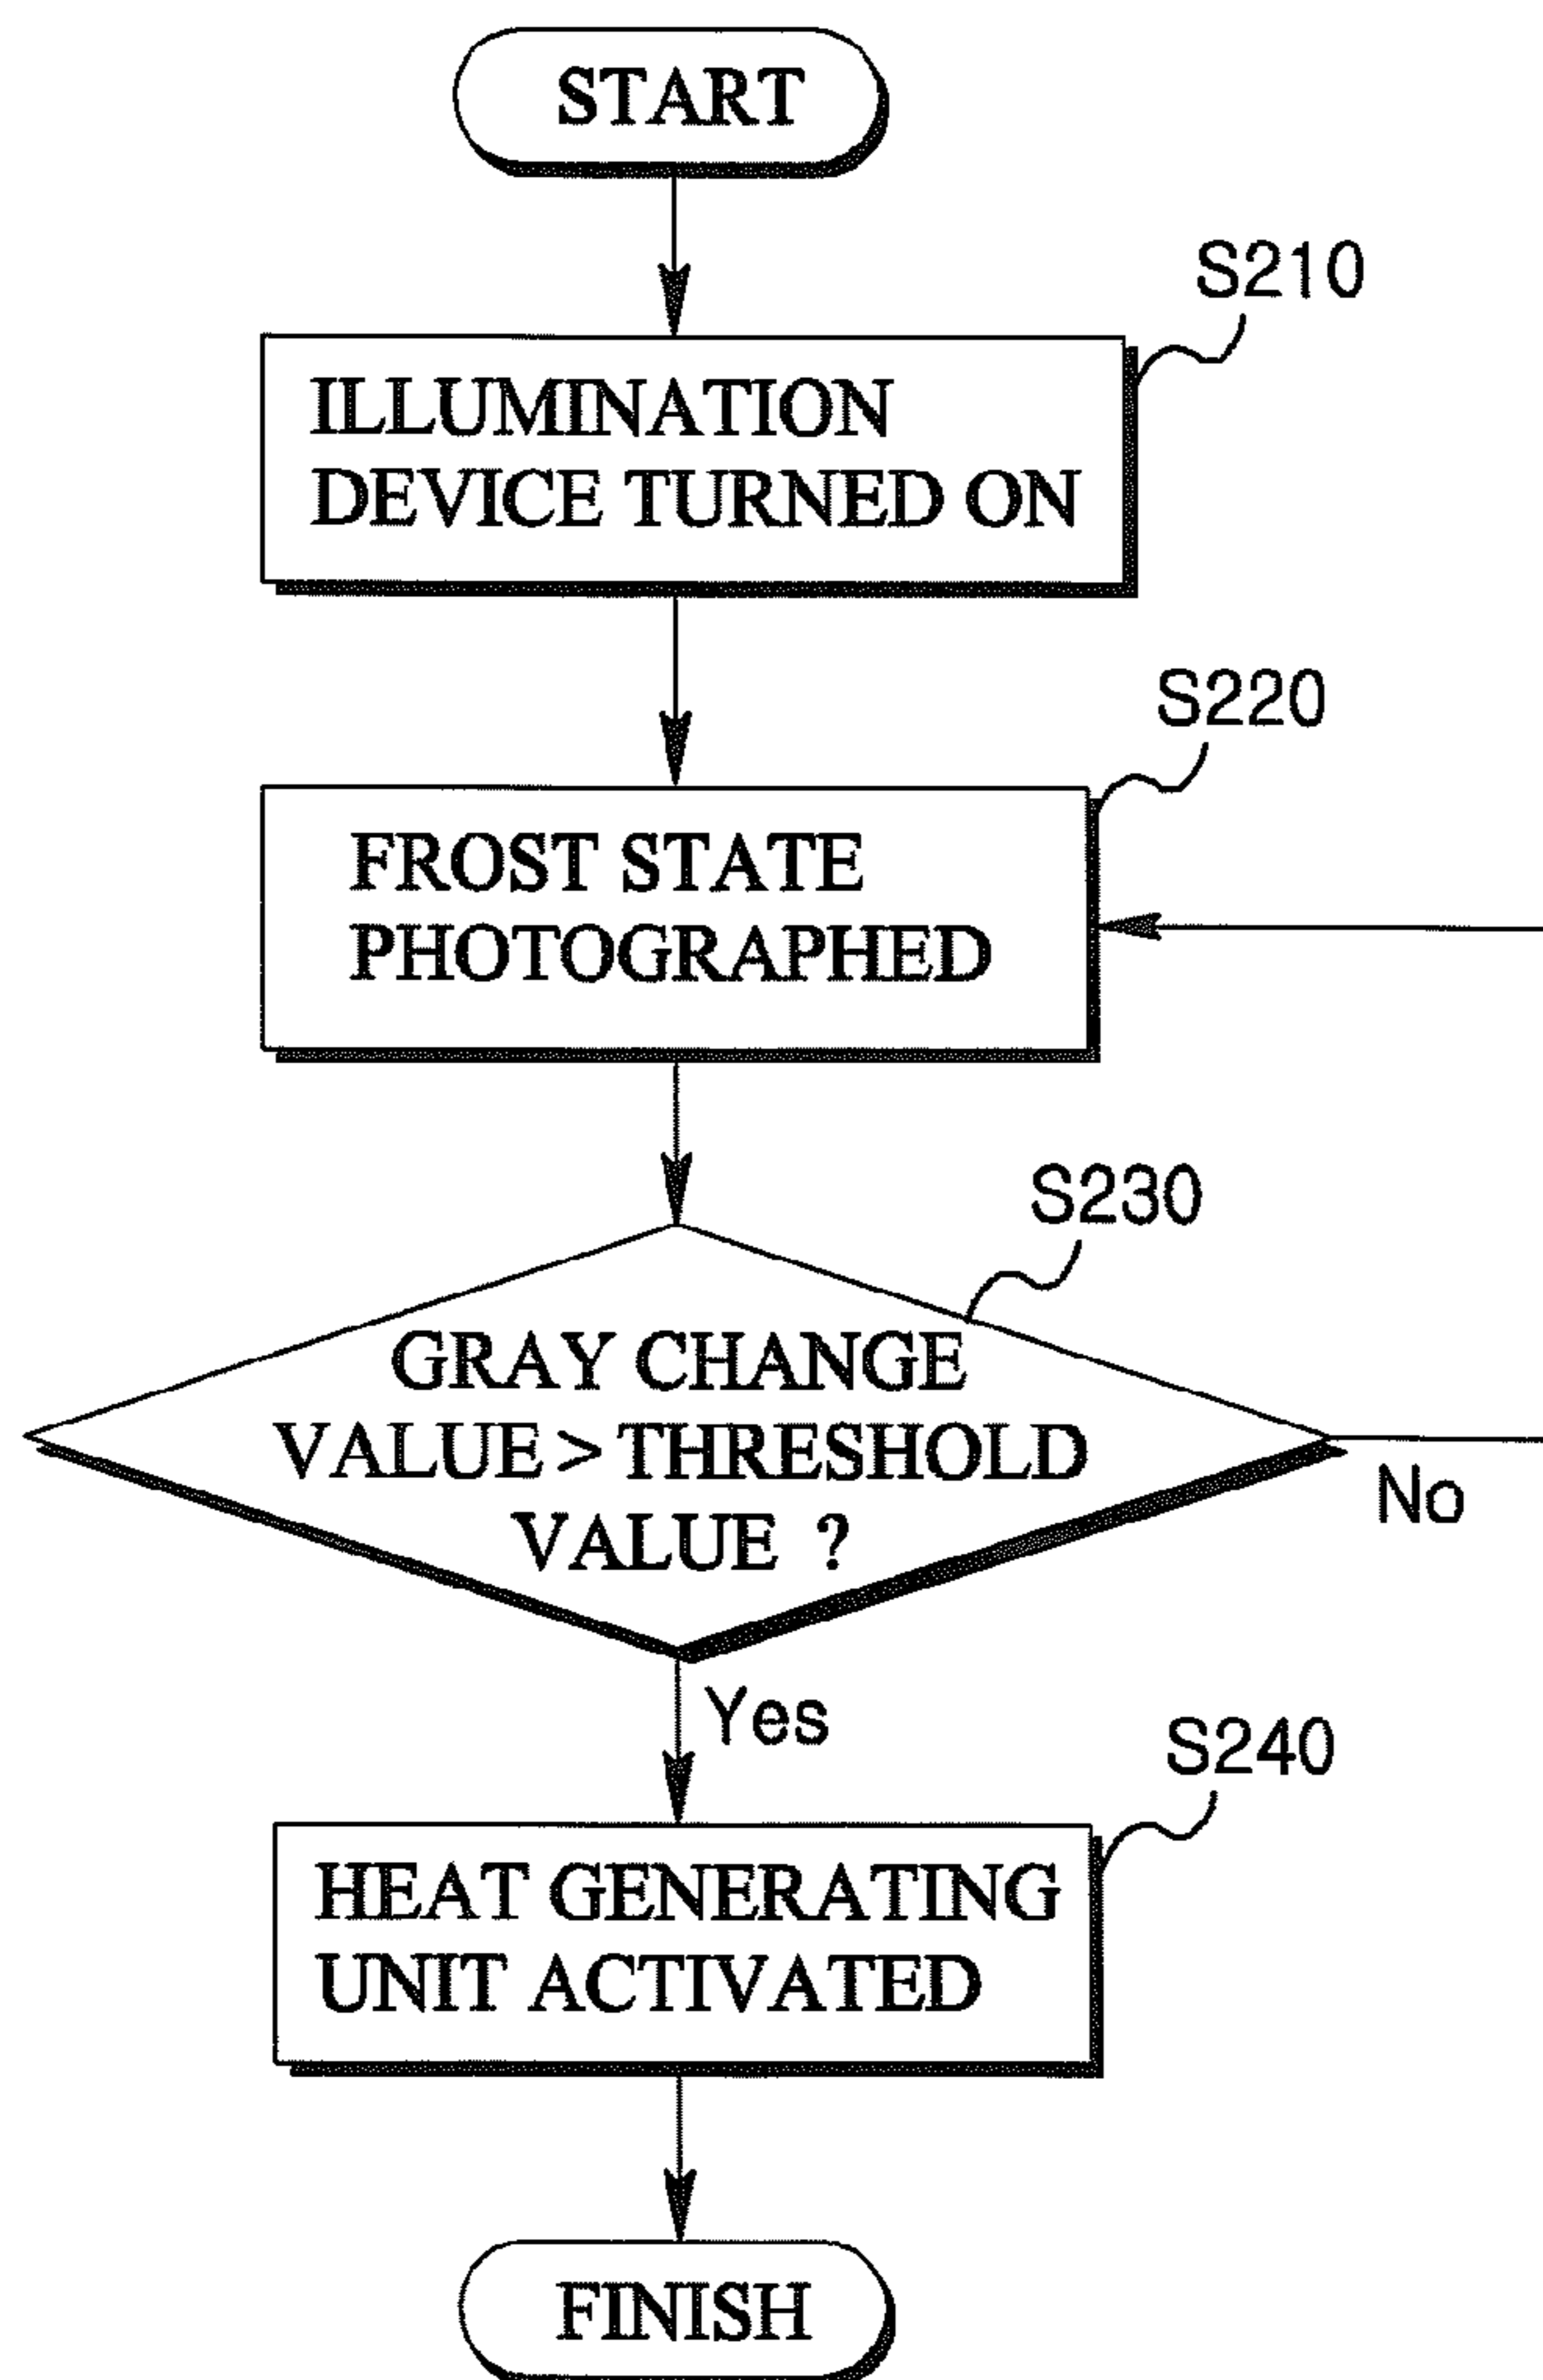 START
S210
ILLUMINATION
DEVICE TURNED ON
S220
FROST STATE
PHOTOGRAPHED
S230
GRAY CHANGE
VALUE > THRESHOLD
VALUE ?
No
Yes
S240
HEAT GENERATING
UNIT ACTIVATED
FINISH